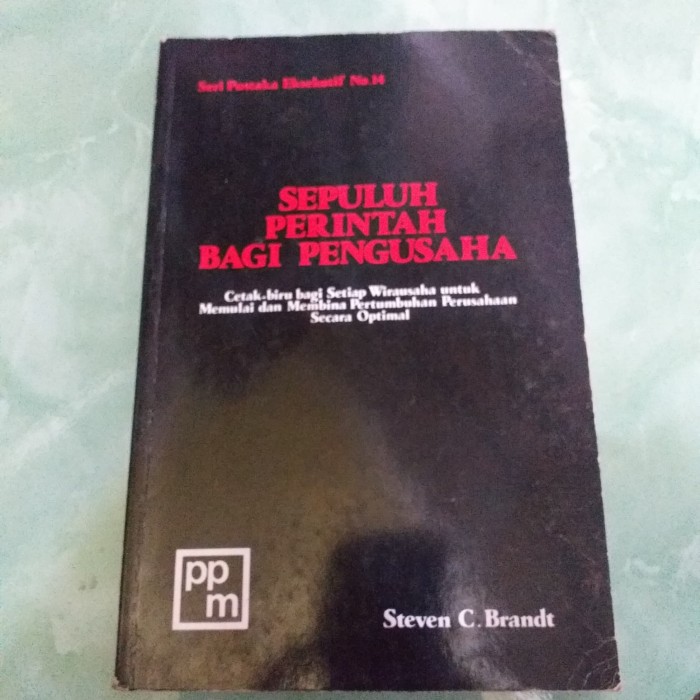 Seri Pustaka Eksekutif No.14
SEPULUH
PERINTAH
BAGI PENGUSAHA
Cetak-biru bagi Setiap Wirausaha untuk
Memulai dan Membina Pertumbuhan Perusahaan
Secara Optimal
pp
m
Steven C. Brandt